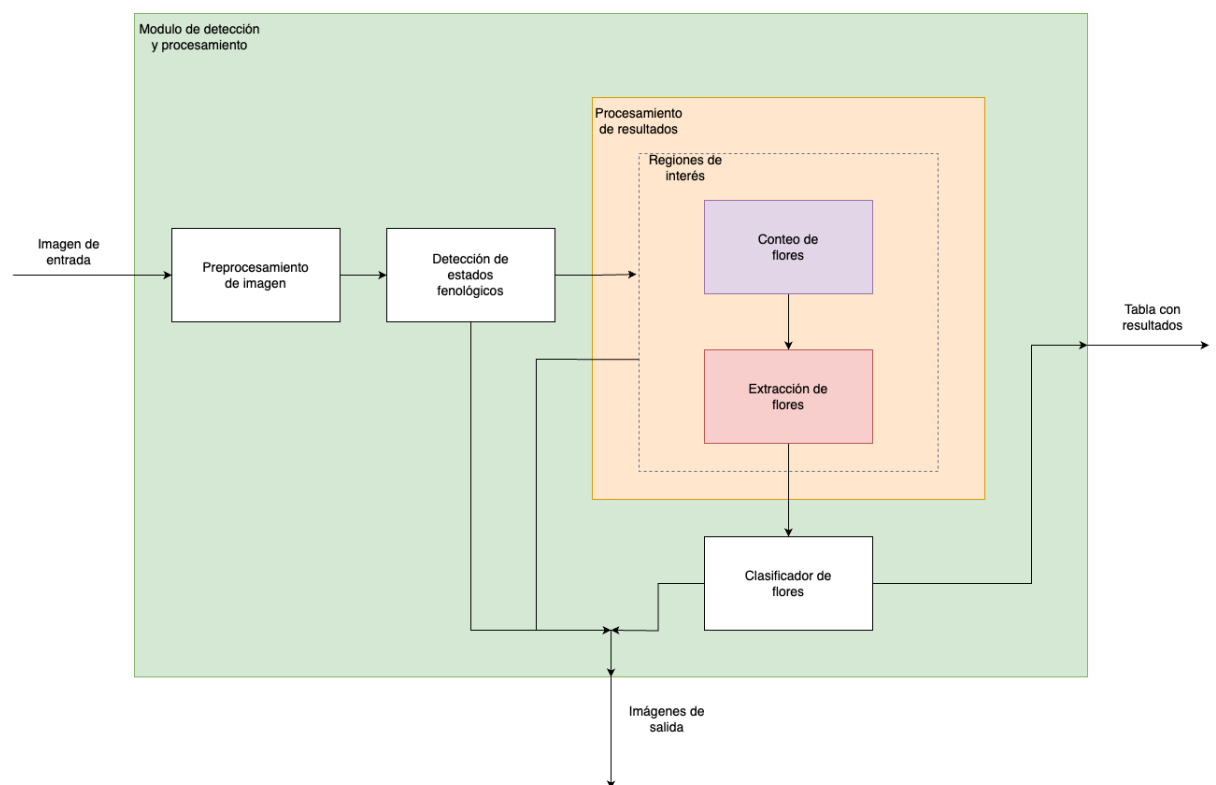 Modulo de detección
y procesamiento
Procesamiento
de resultados
Regiones de
interés
Imagen de
entrada
Preprocesamiento
de imagen
Detección de
estados
fenológicos
Conteo de
flores
Extracción de
flores
Tabla con
resultados
Clasificador de
flores
Imágenes de
salida